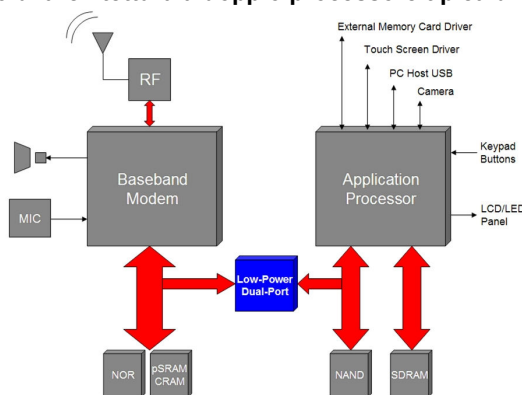 External Memory Card Driver
Touch Screen Driver
PC Host USB
Camera
RF
Baseband
Modem
Application
Processor
Keypad
Buttons
LCD/LED
Panel
MIC
Low-Power
Dual-Port
NOR
pSRAM
CRAM
NAND
SDRAM